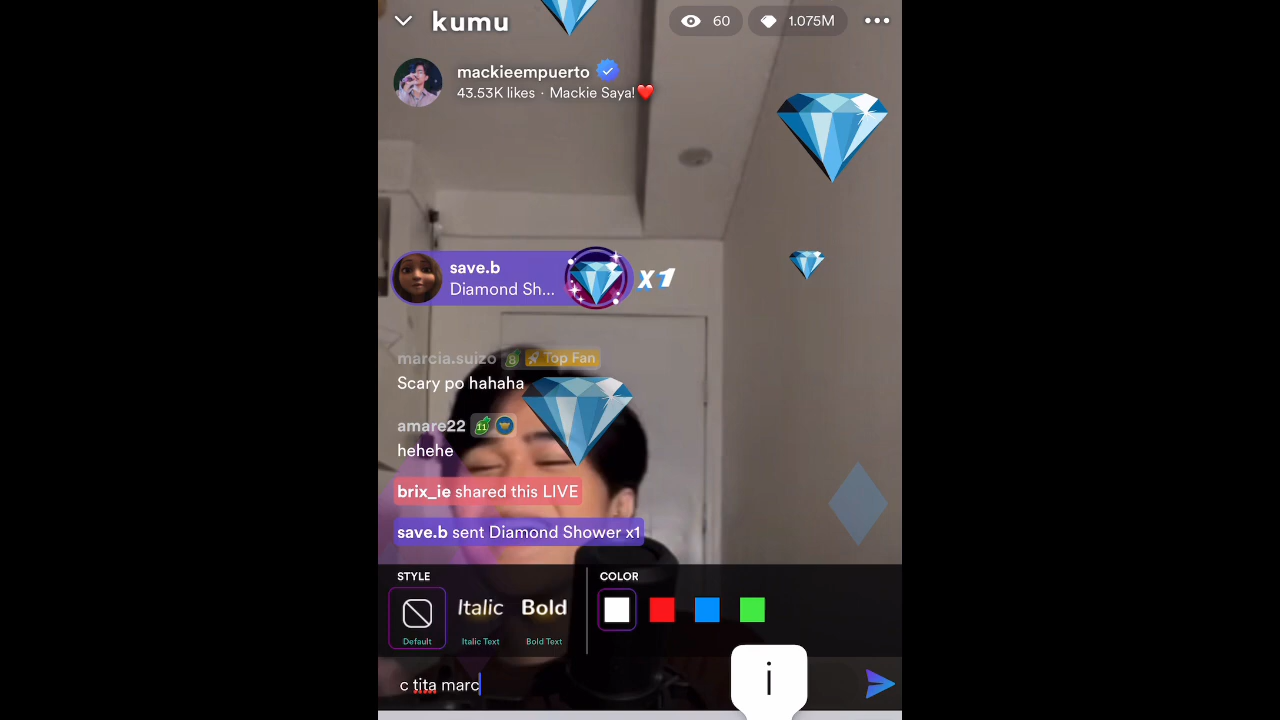 kumu
60
1.075M
mackieempuerto
43.53K likes · Mackie Saya!❤️
save.b
Diamond Sh...
X1
marcia.suizo 8 Top Fan
Scary po hahaha
amare22 11
hehehe
brix_ie shared this LIVE
save.b sent Diamond Shower x1
STYLE
COLOR
Italic
Bold
Default
Italic Text
Bold Text
c tita marc
i